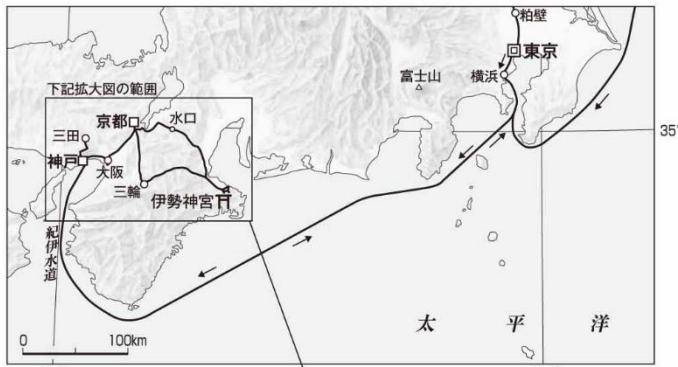 粕壁
東京
横浜
富士山
下記拡大図の範囲
京都
水口
三田
神戸
大阪
三輪
伊勢神宮
35°
紀伊水道
太平洋
0 100km